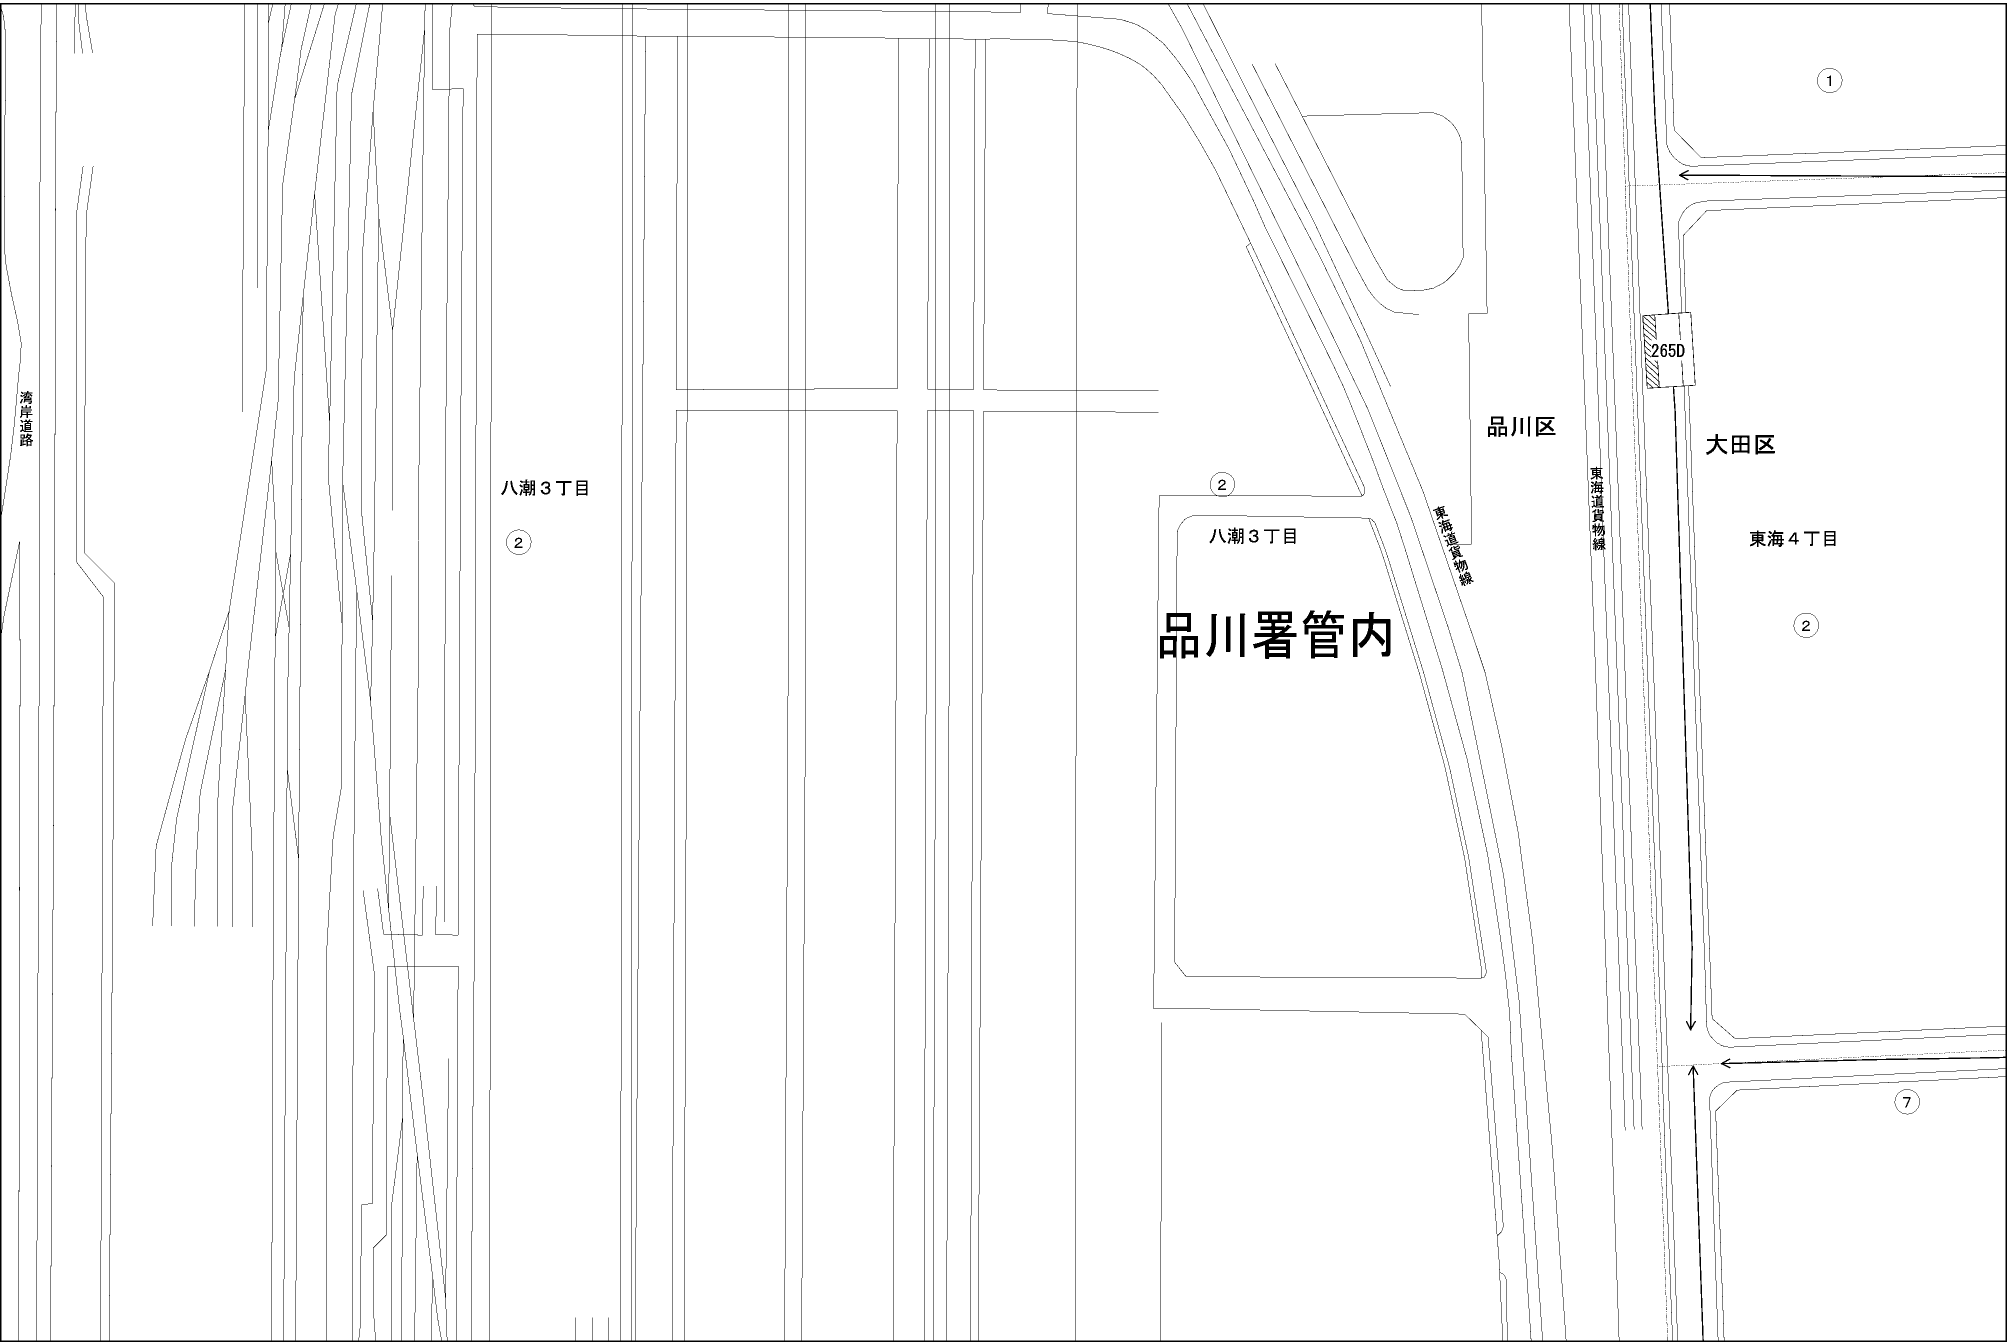 ①
湾岸道路
265D
品川区
大田区
八潮３丁目
②
②
八潮３丁目
東海道貨物線
東海道貨物線
東海４丁目
②
品川署管内
⑦